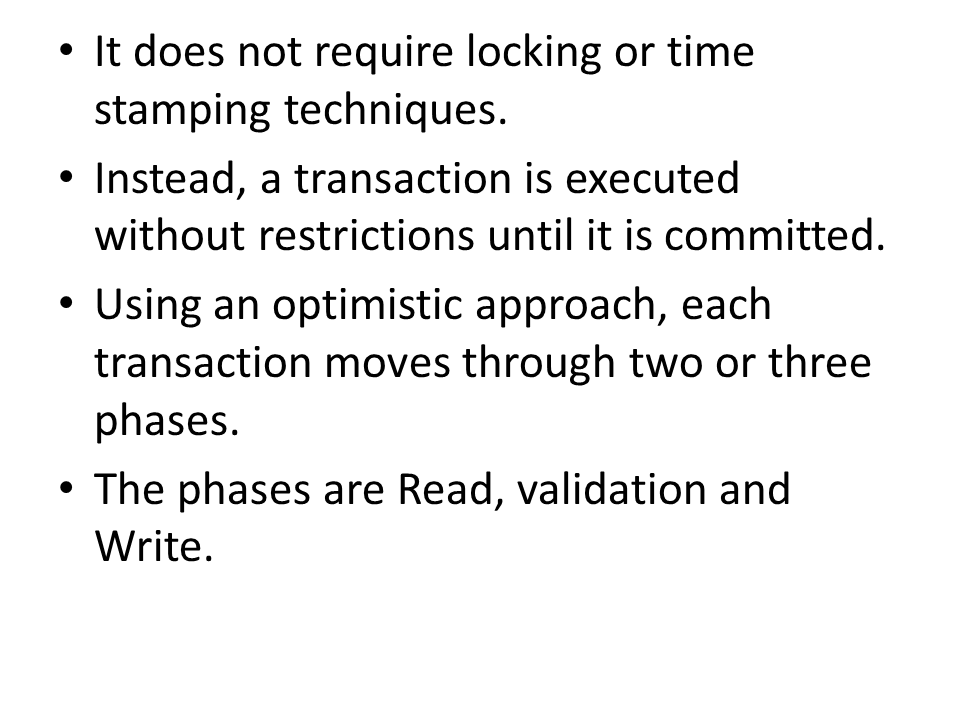 • It does not require locking or time
stamping techniques.
• Instead, a transaction is executed
without restrictions until it is committed.
• Using an optimistic approach, each
transaction moves through two or three
phases.
• The phases are Read, validation and
Write.